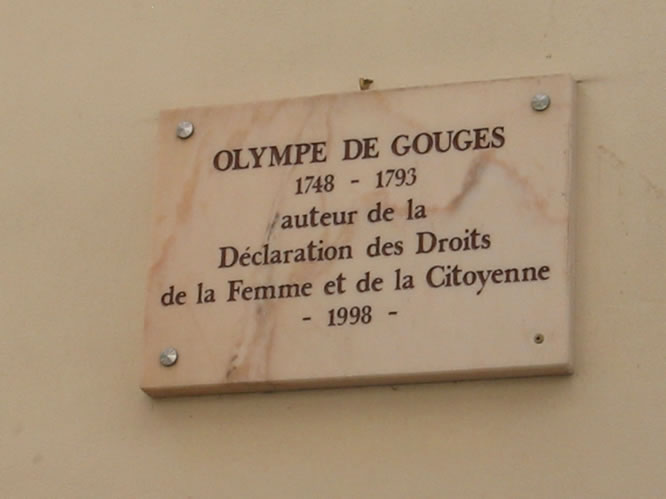 OLYMPE DE GOUGES
1748 - 1793
auteur de la
Déclaration des Droits
de la Femme et de la Citoyenne
- 1998 -